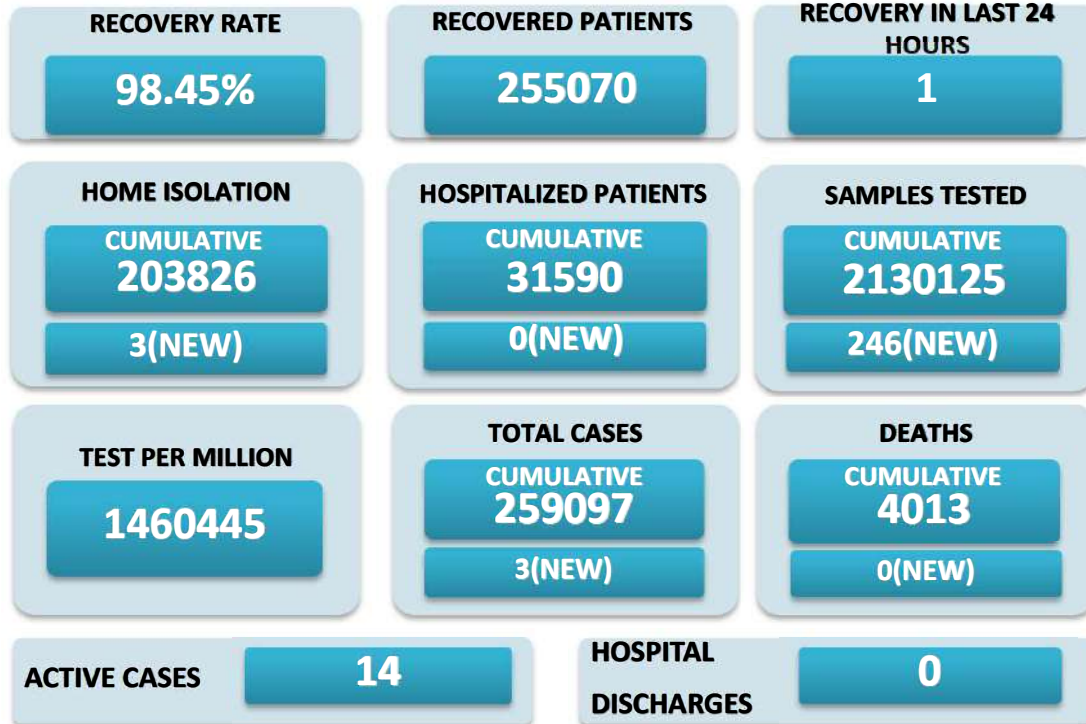 RECOVERY RATE
98.45%
RECOVERED PATIENTS
255070
RECOVERY IN LAST 24
HOURS
1
HOME ISOLATION
CUMULATIVE
203826
3(NEW)
HOSPITALIZED PATIENTS
CUMULATIVE
31590
0(NEW)
SAMPLES TESTED
CUMULATIVE
2130125
246(NEW)
TEST PER MILLION
1460445
TOTAL CASES
CUMULATIVE
259097
3(NEW)
DEATHS
CUMULATIVE
4013
0(NEW)
ACTIVE CASES
14
HOSPITAL
DISCHARGES
0